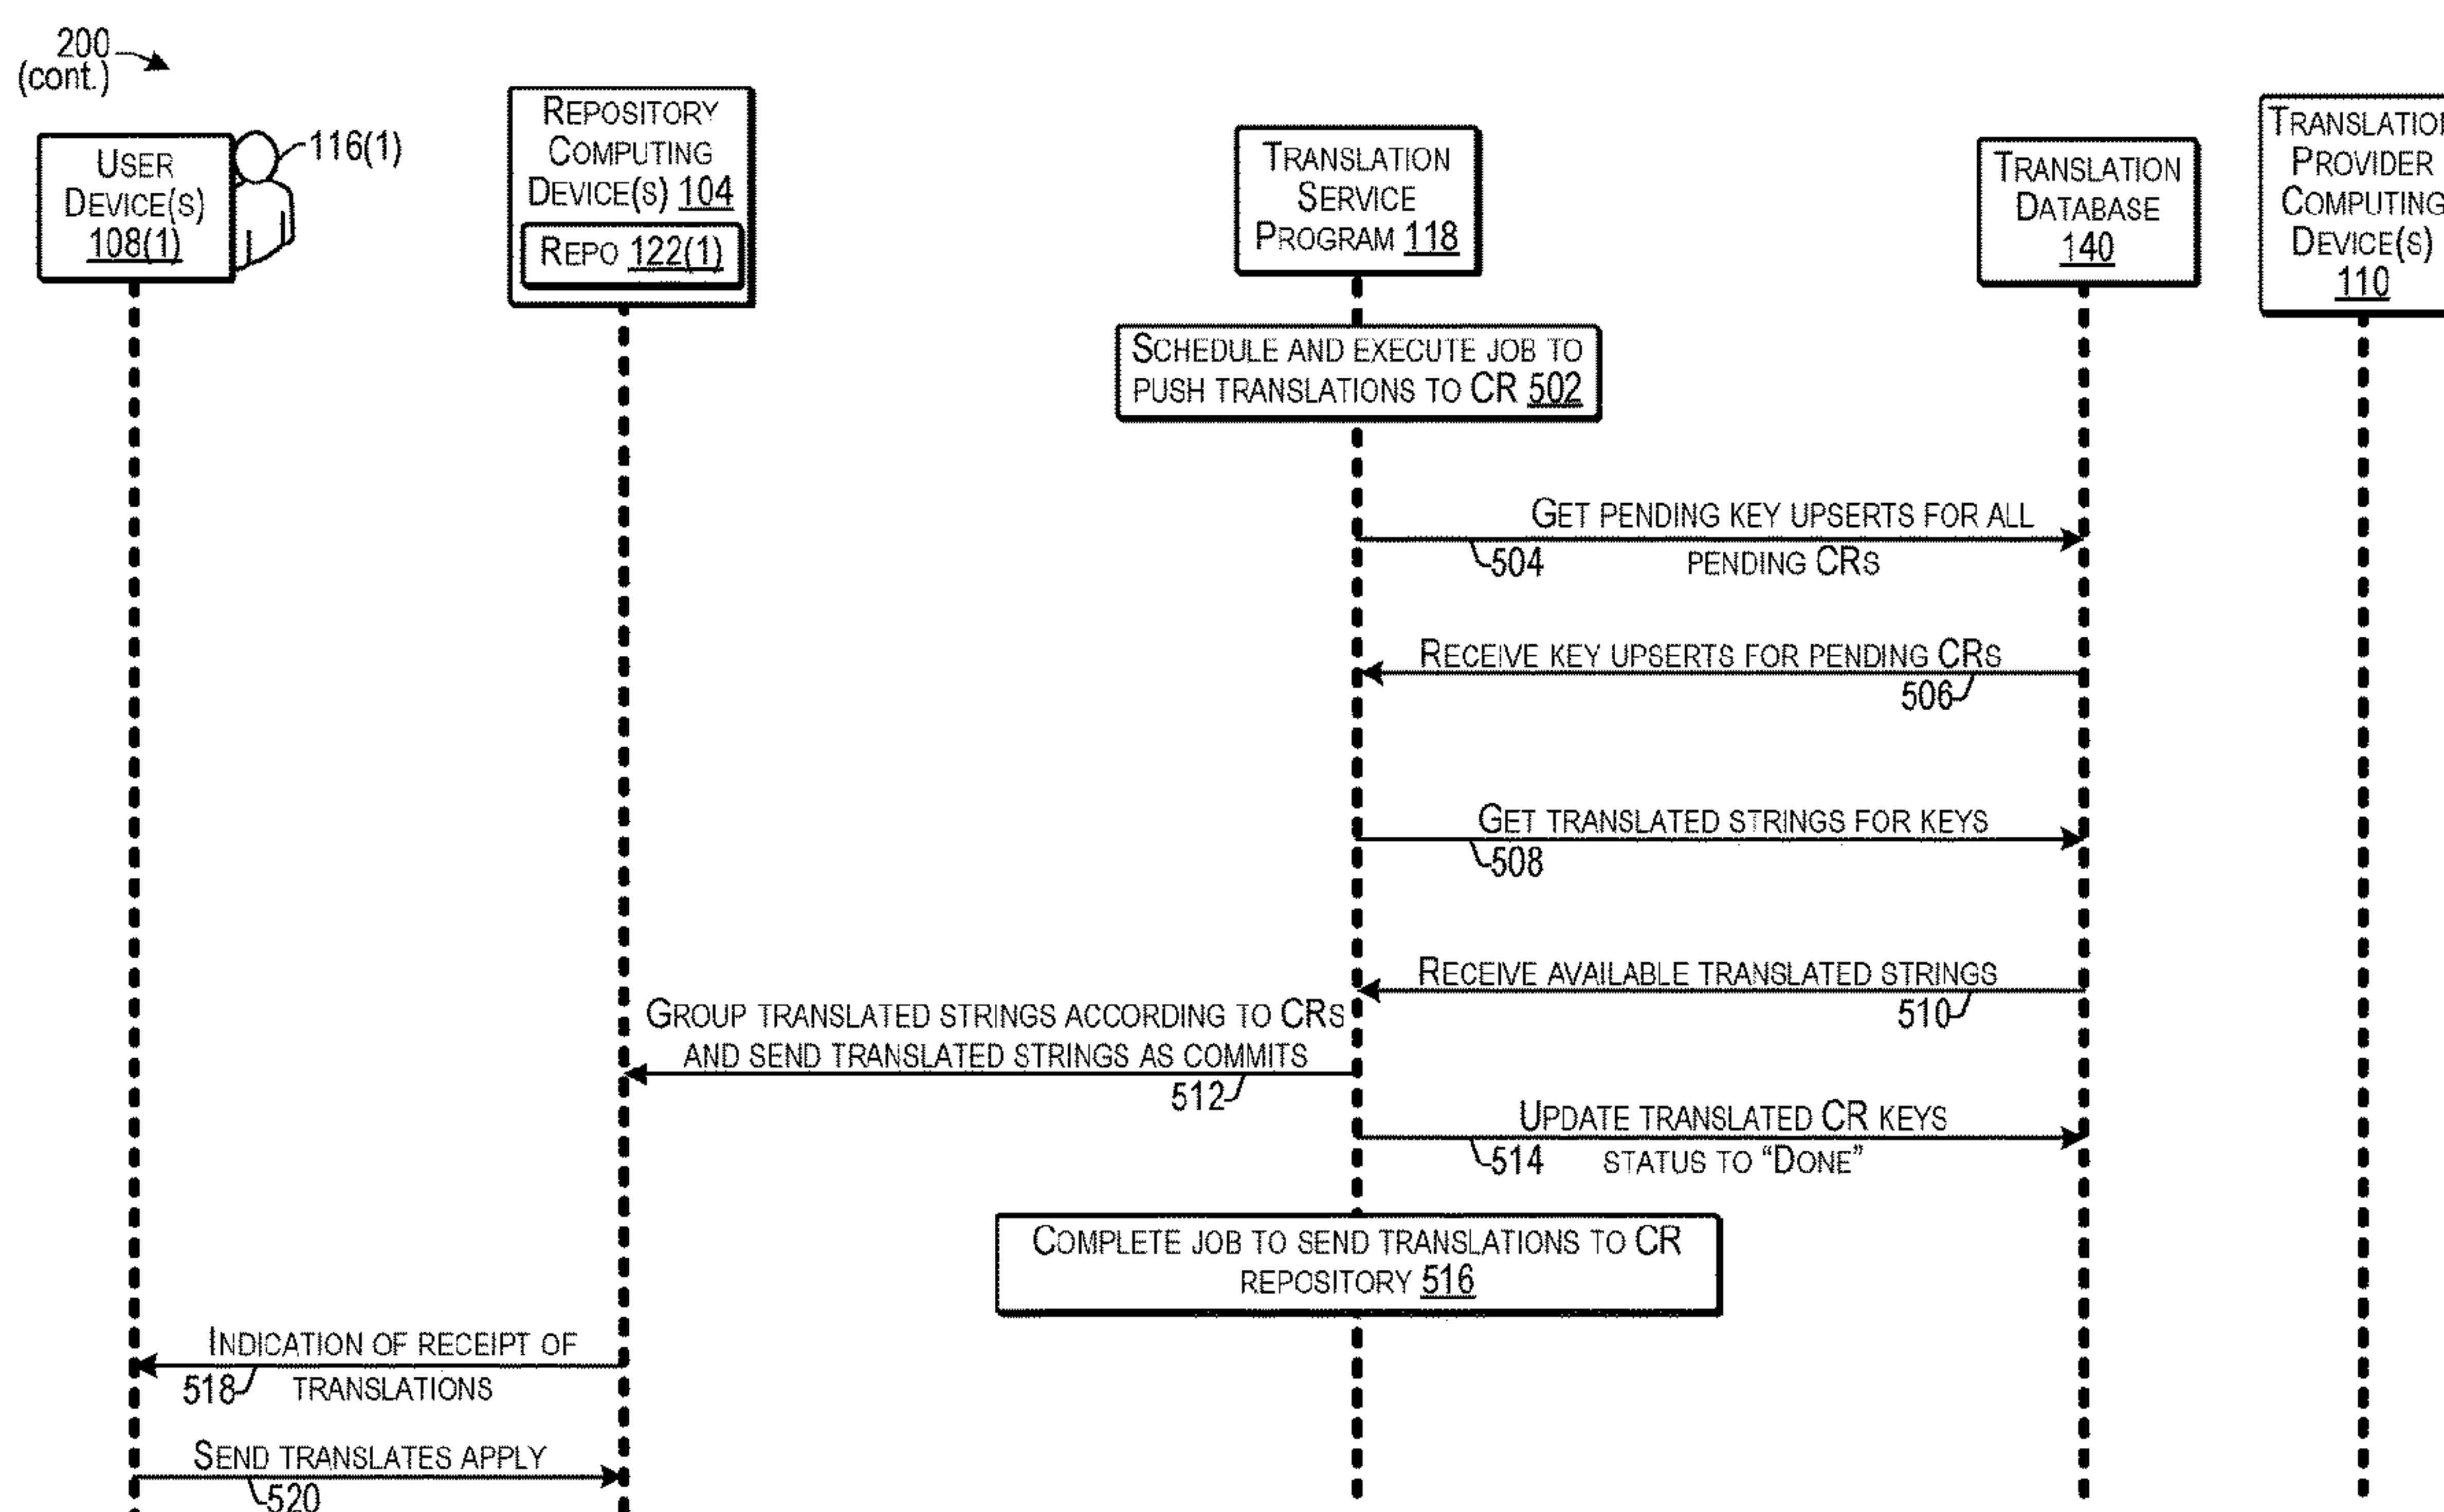 200
(cont.)
116(1)
USER
DEVICE(S)
108(1)
REPOSITORY
COMPUTING
DEVICE(S) 104
REPO 122(1)
TRANSLATION
SERVICE
PROGRAM 118
TRANSLATION
DATABASE
140
TRANSLATION
PROVIDER
COMPUTING
DEVICE(S)
110
SCHEDULE AND EXECUTE JOB TO
PUSH TRANSLATIONS TO CR 502
GET PENDING KEY UPSERTS FOR ALL
504 PENDING CRS
RECEIVE KEY UPSERTS FOR PENDING CRS
506
GET TRANSLATED STRINGS FOR KEYS
508
RECEIVE AVAILABLE TRANSLATED STRINGS
510
GROUP TRANSLATED STRINGS ACCORDING TO CRS
AND SEND TRANSLATED STRINGS AS COMMITS
512
UPDATE TRANSLATED CR KEYS
514 STATUS TO “DONE”
COMPLETE JOB TO SEND TRANSLATIONS TO CR
REPOSITORY 516
INDICATION OF RECEIPT OF
518 TRANSLATIONS
SEND TRANSLATES APPLY
520